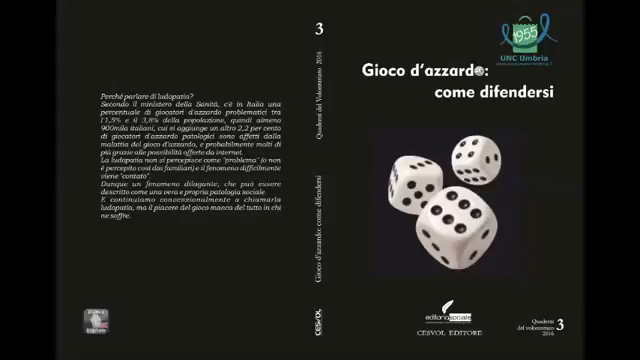 Perché parlare di ludopatia?
Secondo il ministero della Sanità, c'è in Italia una
percentuale di giocatori d'azzardo problematici tra
l'1,5% e il 3,8% della popolazione, quindi almeno
900mila italiani, cui si aggiunge un altro 2,2 per cento
di giocatori d'azzardo patologici sono affetti dalla
malattia del gioco d'azzardo, e probabilmente molti di
più grazie alle possibilità offerte da internet.
La ludopatia non si percepisce come "problema" (o non
è percepito così dai familiari) e il fenomeno difficilmente
viene "contato".
Dunque un fenomeno dilagante, che può essere
descritto come una vera e propria patologia sociale.
E continuiamo convenzionalmente a chiamarla
ludopatia, ma il piacere del gioco manca del tutto in chi
ne soffre.
3
Quaderni del Volontariato 2016
Gioco d'azzardo: come difendersi
CESVOL
1955
UNC Umbria
Gioco d'azzardo:
come difendersi
editoriasociale
CESVOL EDITORE
Quaderni
del volontariato
2016
3